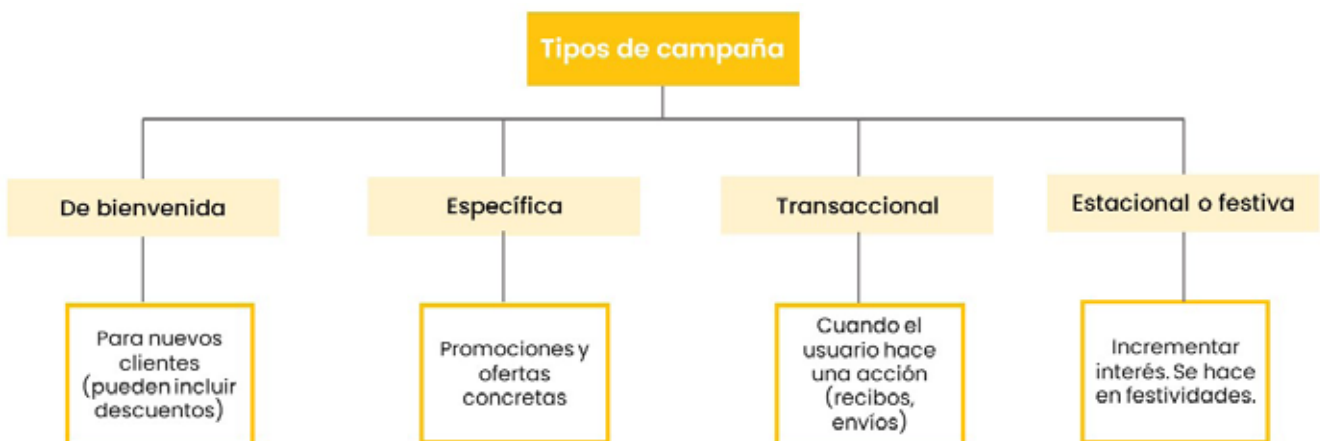 Tipos de campaña
De bienvenida
Específica
Transaccional
Estacional o festiva
Para nuevos
clientes
(pueden incluir
descuentos)
Promociones y
ofertas
concretas
Cuando el
usuario hace
una acción
(recibos,
envíos)
Incrementar
interés. Se hace
en festividades.